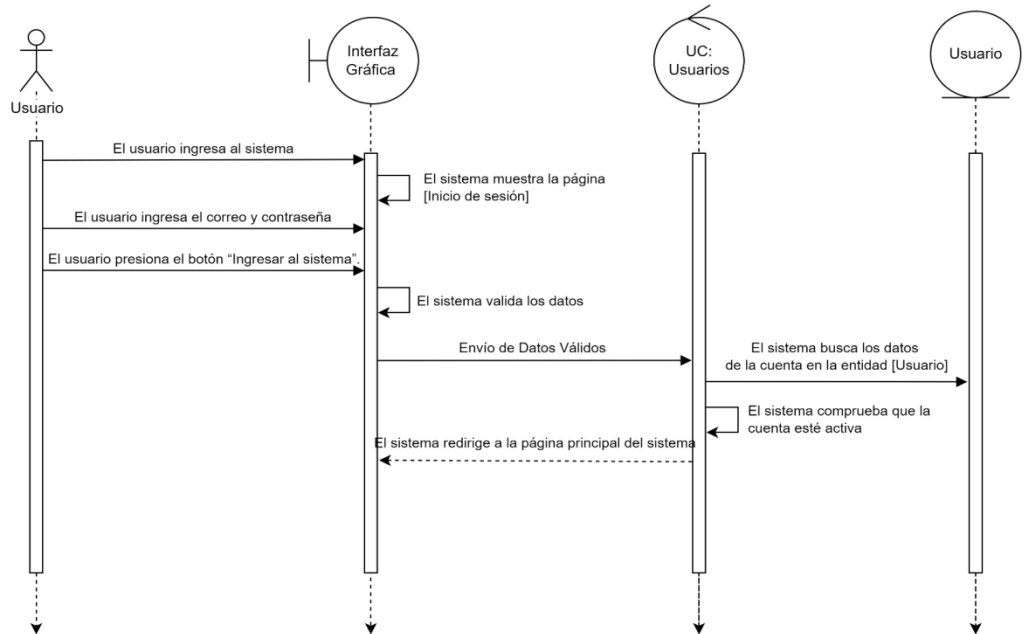 Interfaz
Gráfica
UC:
Usuarios
Usuario
Usuario
El usuario ingresa al sistema
El sistema muestra la página
[Inicio de sesión]
El usuario ingresa el correo y contraseña
El usuario presiona el botón “Ingresar al sistema”.
El sistema valida los datos
Envío de Datos Válidos
El sistema busca los datos
de la cuenta en la entidad [Usuario]
El sistema comprueba que la
cuenta esté activa
El sistema redirige a la página principal del sistema